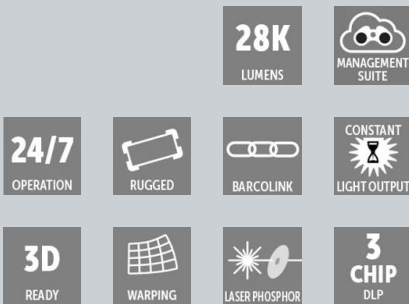 28K
LUMENS
MANAGEMENT
SUITE
24/7
OPERATION
RUGGED
BARCOLINK
CONSTANT
LIGHT OUTPUT
3D
READY
WARPING
LASER PHOSPHOR
3
CHIP
DLP